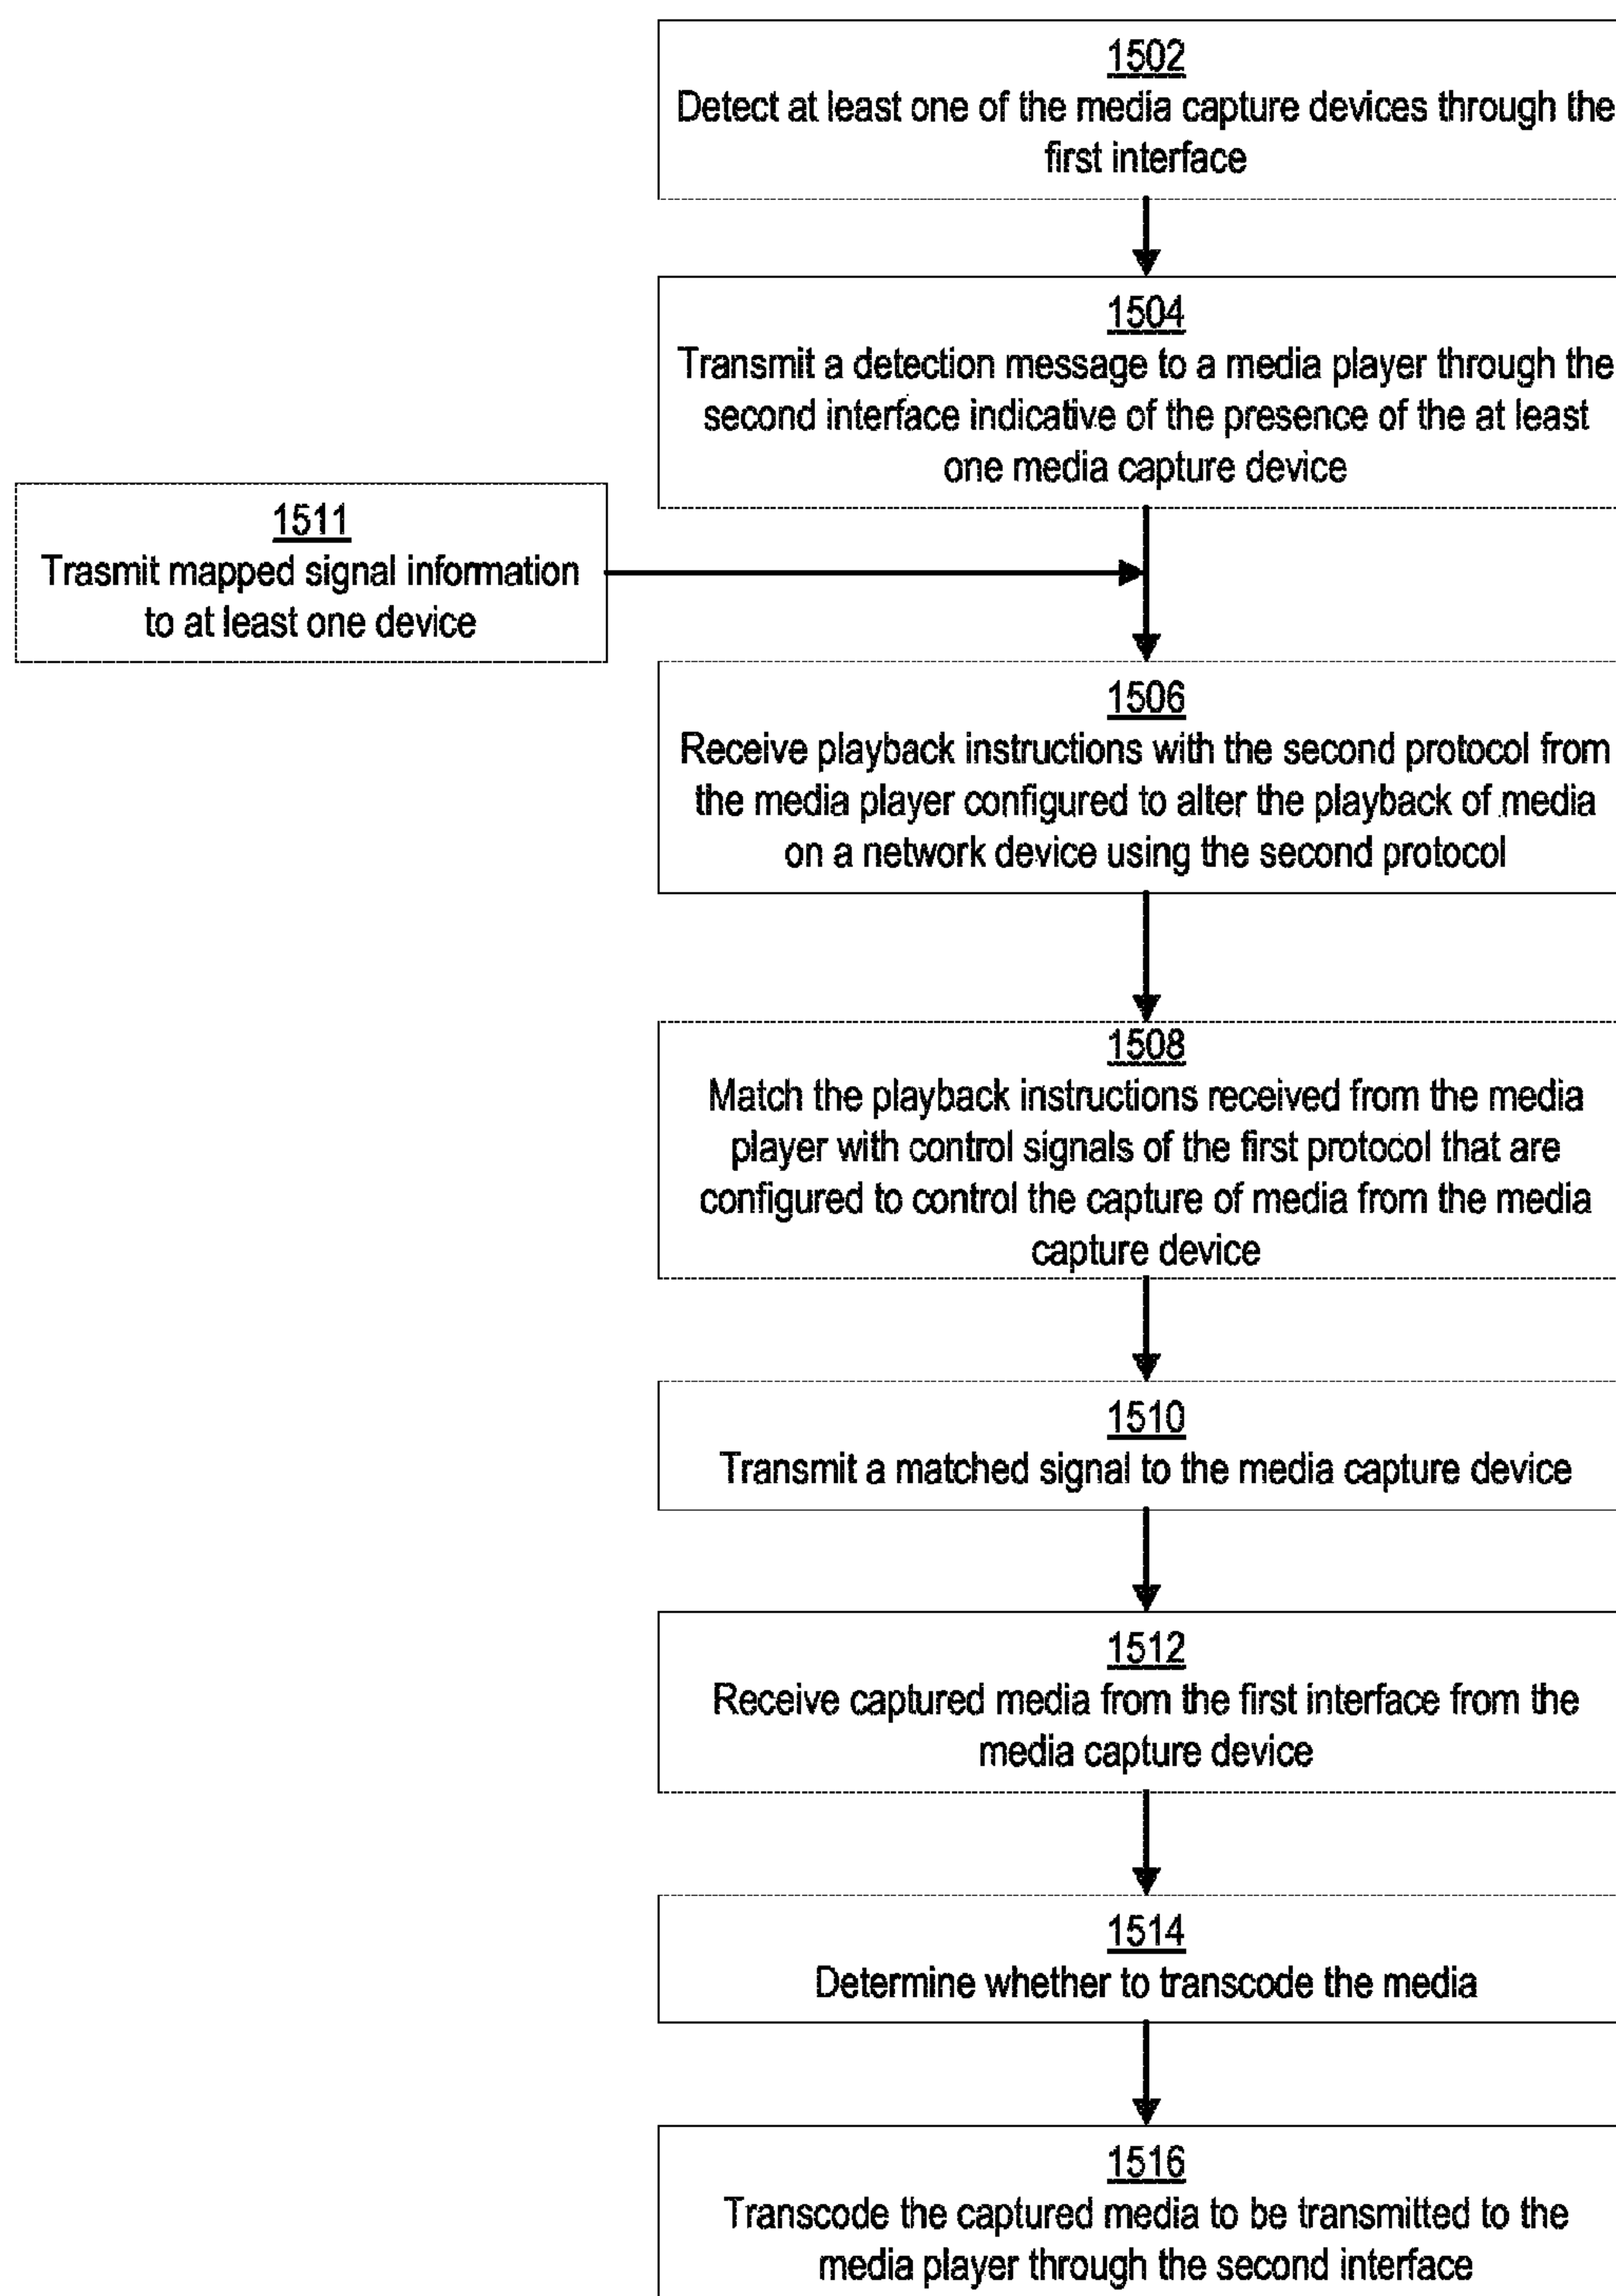 1502
Detect at least one of the media capture devices through the
first interface
1504
Transmit a detection message to a media player through the
second interface indicative of the presence of the at least
one media capture device
1511
Trasmit mapped signal information
to at least one device
1506
Receive playback instructions with the second protocol from
the media player configured to alter the playback of media
on a network device using the second protocol
1508
Match the playback instructions received from the media
player with control signals of the first protocol that are
configured to control the capture of media from the media
capture device
1510
Transmit a matched signal to the media capture device
1512
Receive captured media from the first interface from the
media capture device
1514
Determine whether to transcode the media
1516
Transcode the captured media to be transmitted to the
media player through the second interface